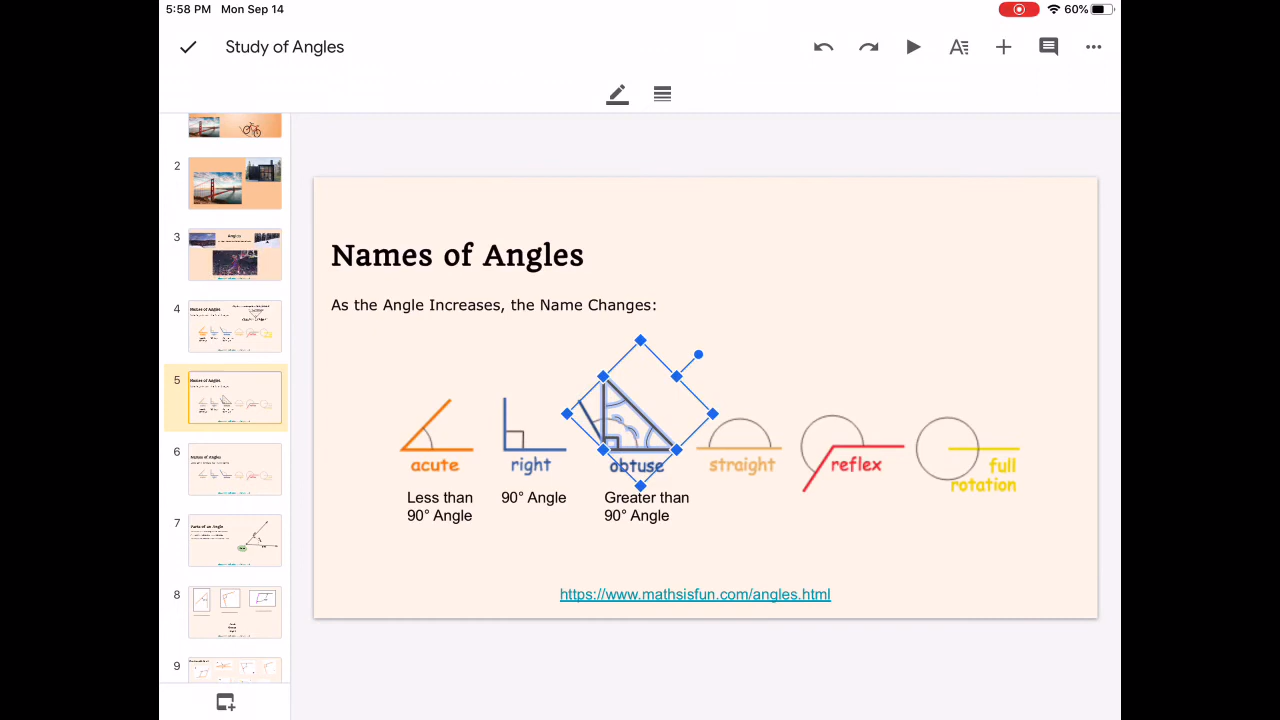 5:58 PM Mon Sep 14
60%
Study of Angles
2
3
4
5
6
7
8
9
Names of Angles
As the Angle Increases, the Name Changes:
acute
right
obtuse
straight
reflex
full
rotation
Less than
90° Angle
90° Angle
Greater than
90° Angle
https://www.mathsisfun.com/angles.html